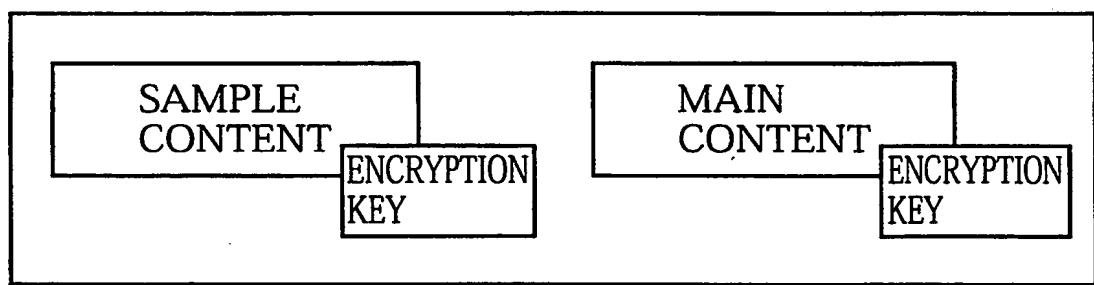 SAMPLE
CONTENT
ENCRYPTION
KEY
MAIN
CONTENT
ENCRYPTION
KEY